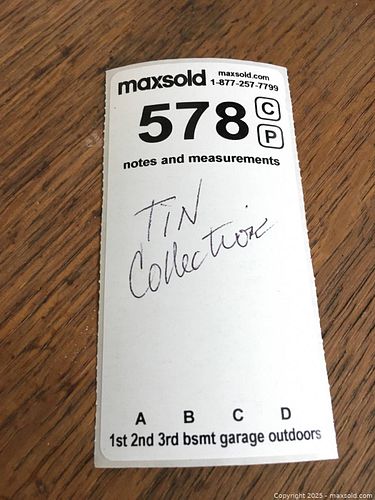 maxsold maxsold.com
1-877-257-7799
578 C
P
notes and measurements
TIN
Collection
A B C D
1st 2nd 3rd bsmt garage outdoors
Copyright 2025 - maxsold.com